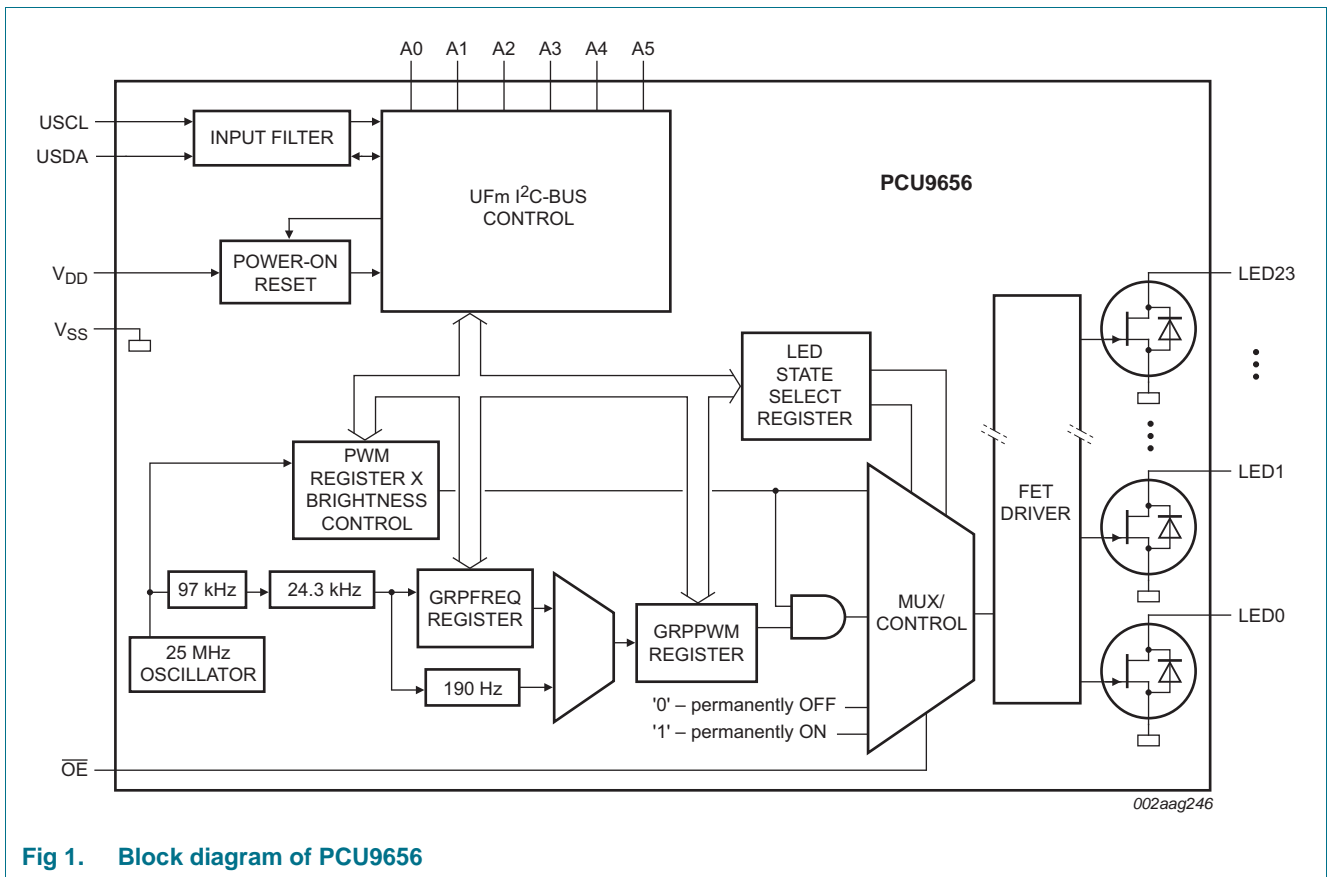 A0 A1 A2 A3 A4 A5
USCL
USDA
INPUT FILTER
UFm I2C-BUS
CONTROL
PCU9656
VDD
POWER-ON
RESET
VSS
LED23
LED
STATE
SELECT
REGISTER
PWM
REGISTER X
BRIGHTNESS
CONTROL
LED1
FET
DRIVER
97 kHz
24.3 kHz
GRPFREQ
REGISTER
GRPPWM
REGISTER
MUX/
CONTROL
LED0
25 MHz
OSCILLATOR
190 Hz
'0' – permanently OFF
'1' – permanently ON
OE
002aag246
Fig 1. Block diagram of PCU9656